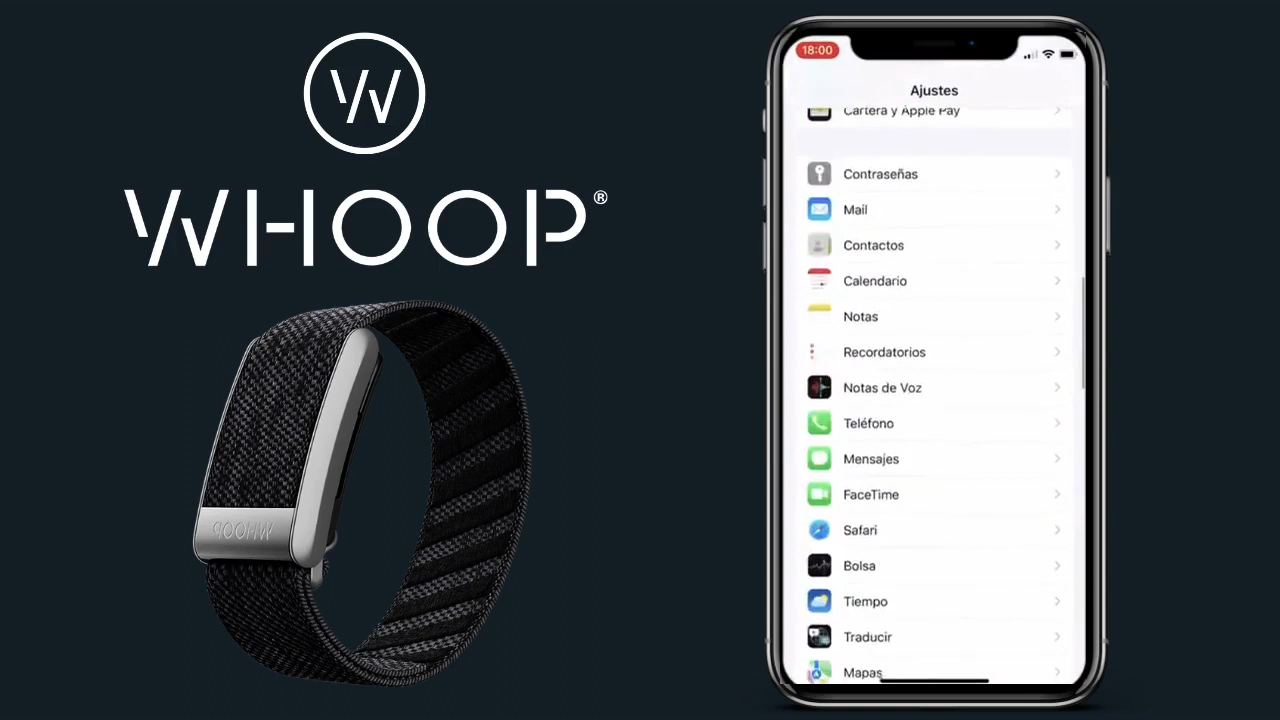 W
WHOOP®
WHOOP
18:00
Ajustes
Cartera y Apple Pay
Contraseñas
Mail
Contactos
Calendario
Notas
Recordatorios
Notas de Voz
Teléfono
Mensajes
FaceTime
Safari
Bolsa
Tiempo
Traducir
Mapas